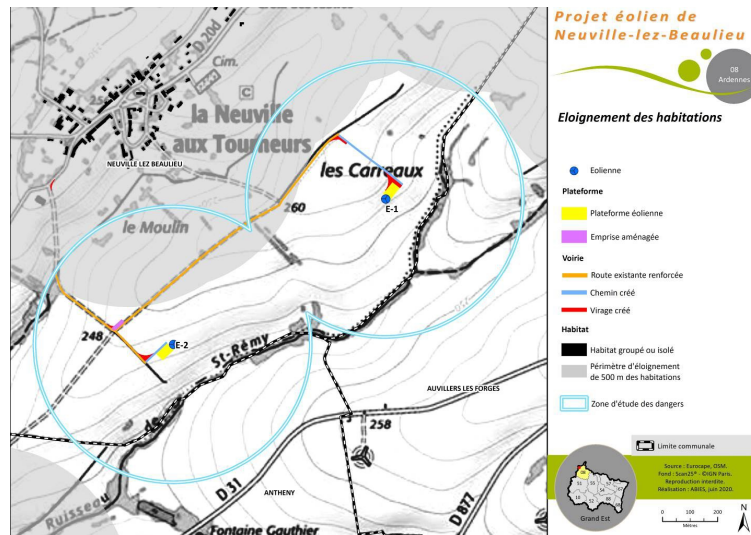 Projet éolien de
Neuville-lez-Beaulieu
08
Ardennes
Eloignement des habitations
Eolienne
Plateforme
Plateforme éolienne
Emprise aménagée
Voirie
Route existante renforcée
Chemin créé
Virage créé
Habitat
Habitat groupé ou isolé
Périmètre d'éloignement
de 500 m des habitations
Zone d'étude des dangers
Limite communale
Source : Eurocape, OSM.
Fond : Scan25® - ©IGN Paris.
Reproduction interdite.
Réalisation : ABIES, juin 2020.
Grand Est
0 100 200
Mètres
N
D 20d
Cim.
C
la Neuville
aux Tourneurs
NEUVILLE LEZ BEAULIEU
les Carreaux
E-1
260
le Moulin
248
E-2
St-Rémy
de
AUVILLERS LES FORGES
258
D 31
ANTHENY
D 877
Ruisseau
Fontaine Gauthier